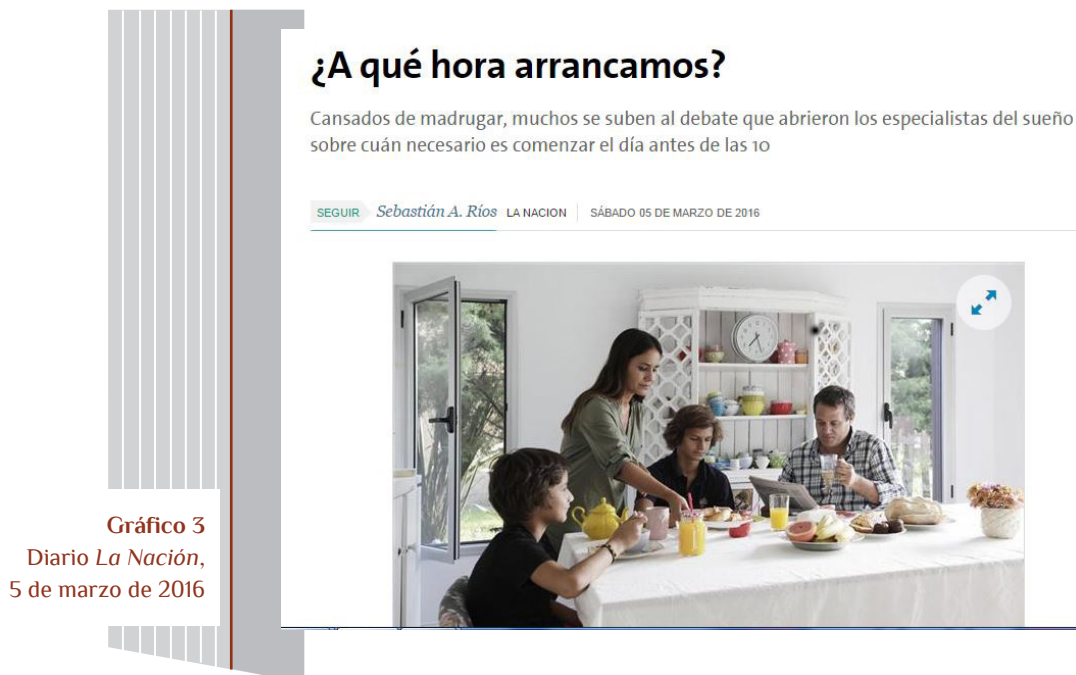 ¿A qué hora arrancamos?
Cansados de madrugar, muchos se suben al debate que abrieron los especialistas del sueño
sobre cuán necesario es comenzar el día antes de las 10
SEGUIR Sebastián A. Ríos LA NACION SÁBADO 05 DE MARZO DE 2016
Gráfico 3
Diario La Nación,
5 de marzo de 2016